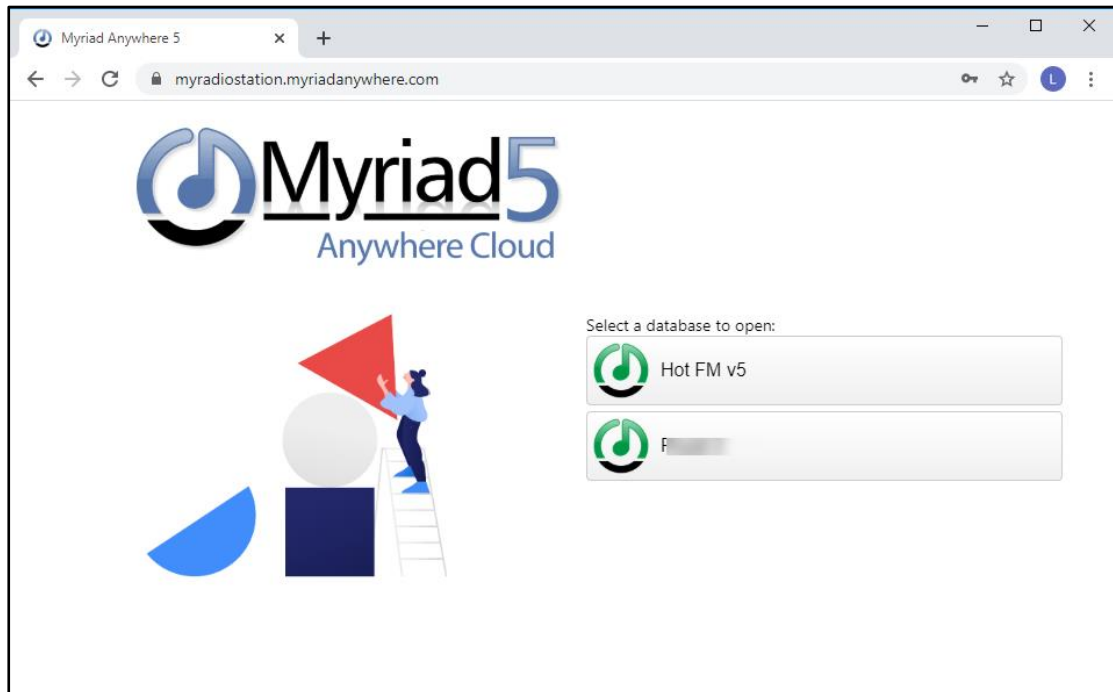 Myriad Anywhere 5
myradiostation.myriadanywhere.com
L
Myriad5
Anywhere Cloud
Select a database to open:
Hot FM v5